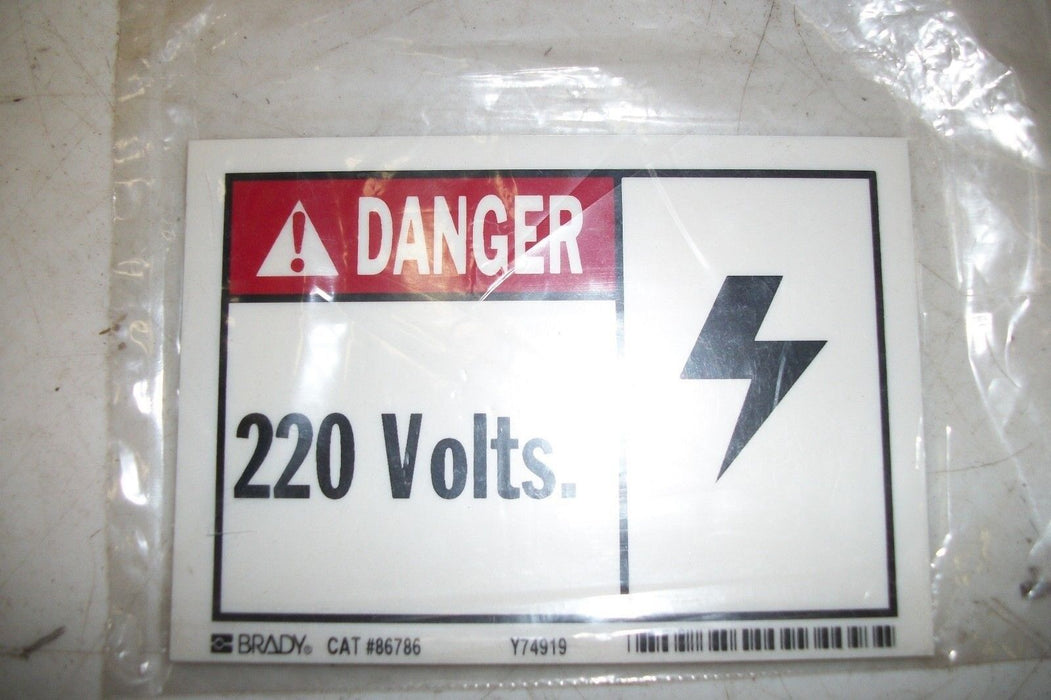 DANGER
220 Volts.
BRADY® CAT #86786 Y74919